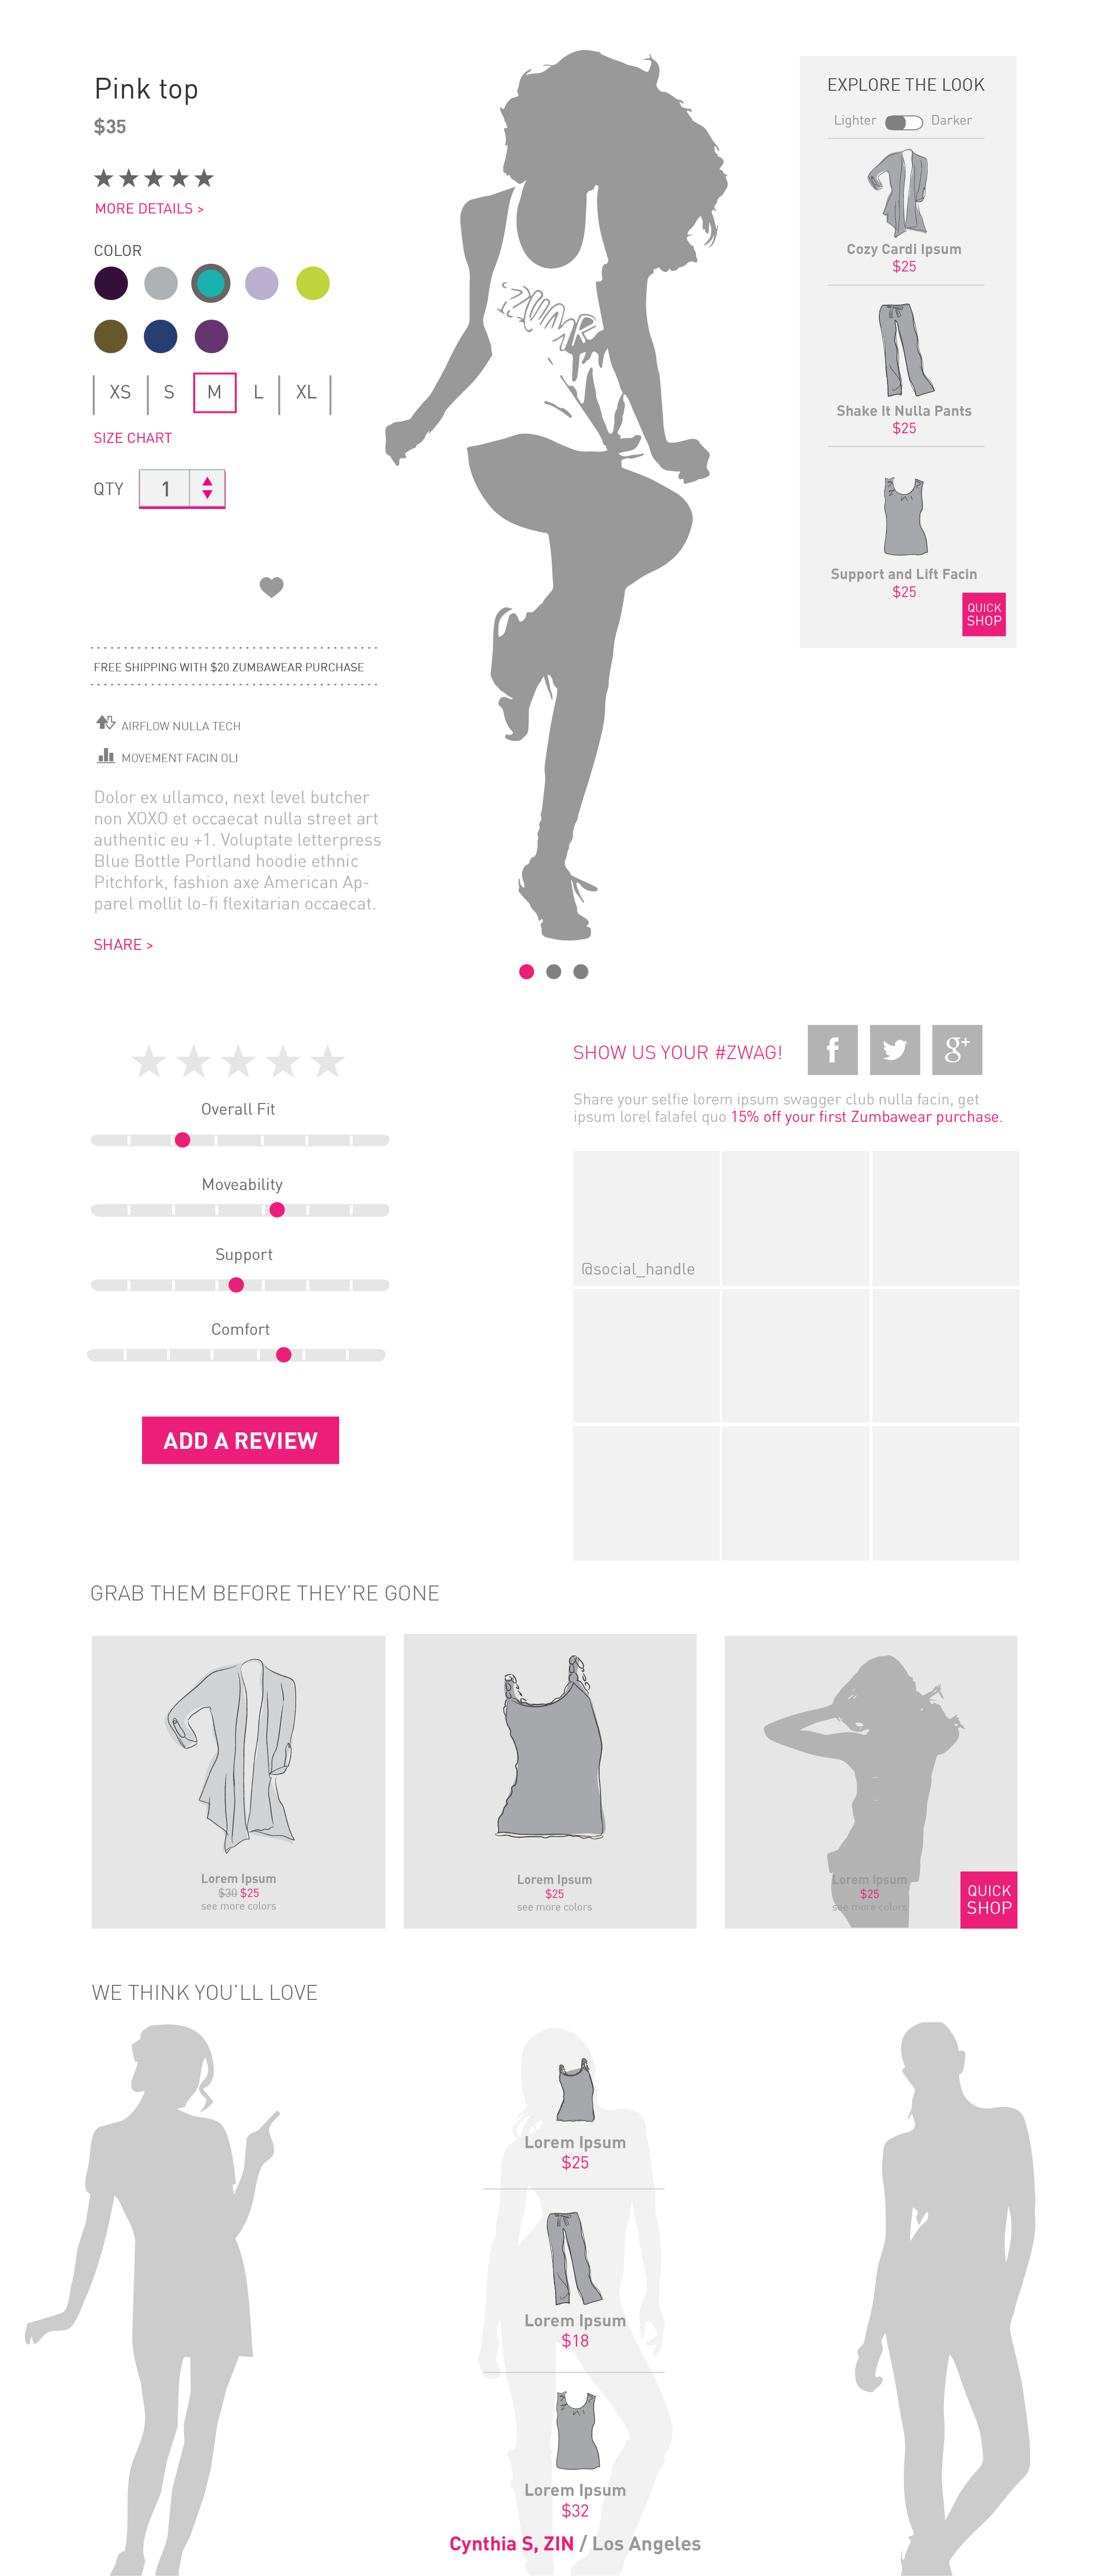 Pink top
$35
MORE DETAILS >
COLOR
XS S M L XL
SIZE CHART
QTY 1
FREE SHIPPING WITH $20 ZUMBAWEAR PURCHASE
AIRFLOW NULLA TECH
MOVEMENT FACIN OLI
Dolor ex ullamco, next level butcher
non XOXO et occaecat nulla street art
authentic eu +1. Voluptate letterpress
Blue Bottle Portland hoodie ethnic
Pitchfork, fashion axe American Ap-
parel mollit lo-fi flexitarian occaecat.
SHARE >
EXPLORE THE LOOK
Lighter Darker
Cozy Cardi Ipsum
$25
Shake It Nulla Pants
$25
Support and Lift Facin
$25
QUICK
SHOP
Overall Fit
Moveability
Support
Comfort
ADD A REVIEW
SHOW US YOUR #ZWAG!
f g+
Share your selfie lorem ipsum swagger club nulla facin, get
ipsum lorel falafel quo 15% off your first Zumbawear purchase.
@social_handle
GRAB THEM BEFORE THEY'RE GONE
Lorem Ipsum
$30 $25
see more colors
Lorem Ipsum
$25
see more colors
Lorem Ipsum
$25
see more colors
QUICK
SHOP
WE THINK YOU'LL LOVE
Lorem Ipsum
$25
Lorem Ipsum
$18
Lorem Ipsum
$32
Cynthia S, ZIN / Los Angeles